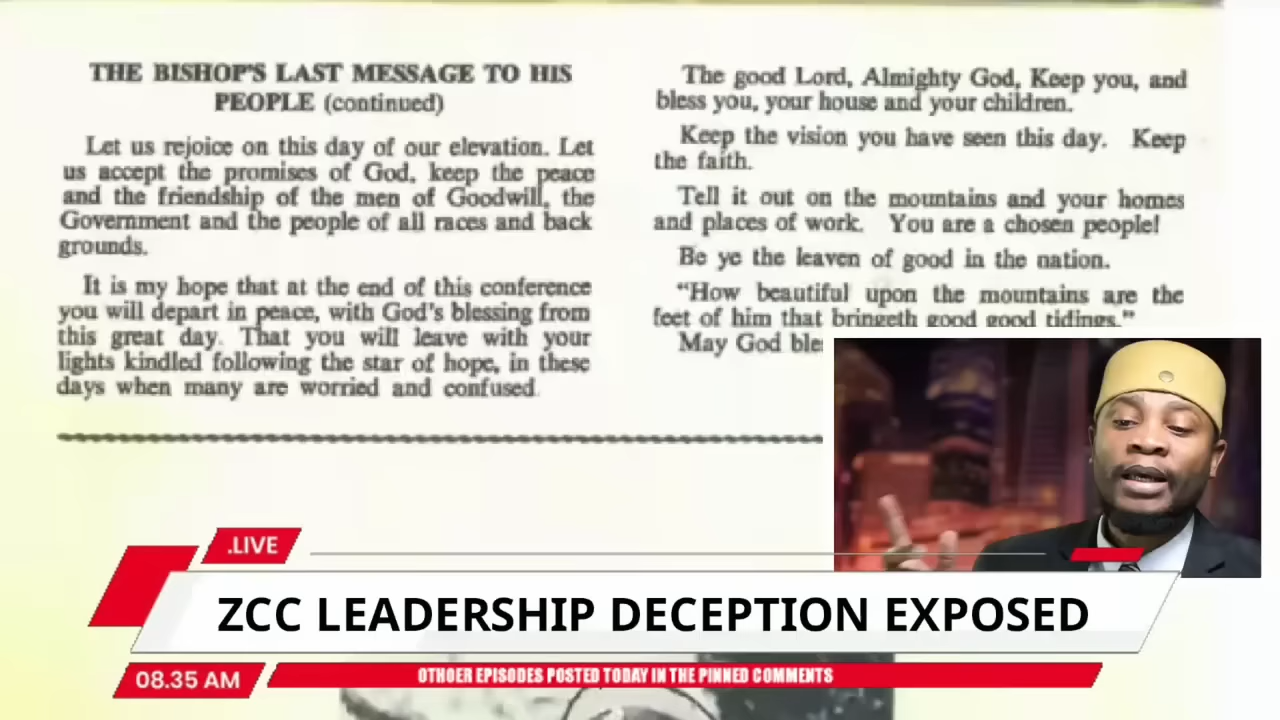 THE BISHOP'S LAST MESSAGE TO HIS
PEOPLE (continued)
Let us rejoice on this day of our elevation. Let
us accept the promises of God, keep the peace
and the friendship of the men of Goodwill, the
Government and the people of all races and back
grounds.
It is my hope that at the end of this conference
you will depart in peace, with God's blessing from
this great day. That you will leave with your
lights kindled following the star of hope, in these
days when many are worried and confused.
The good Lord, Almighty God, Keep you, and
bless you, your house and your children.
Keep the vision you have seen this day. Keep
the faith.
Tell it out on the mountains and your homes
and places of work. You are a chosen people!
Be ye the leaven of good in the nation.
"How beautiful upon the mountains are the
feet of him that bringeth good good tidings."
May God
.LIVE
ZCC LEADERSHIP DECEPTION EXPOSED
08.35 AM
OTHOER EPISODES POSTED TODAY IN THE PINNED COMMENTS